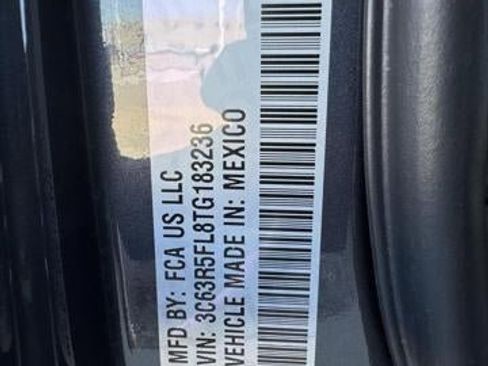 MFD BY: FCA US LLC
VIN: 3C63R5FL8TG183236
VEHICLE MADE IN: MEXICO